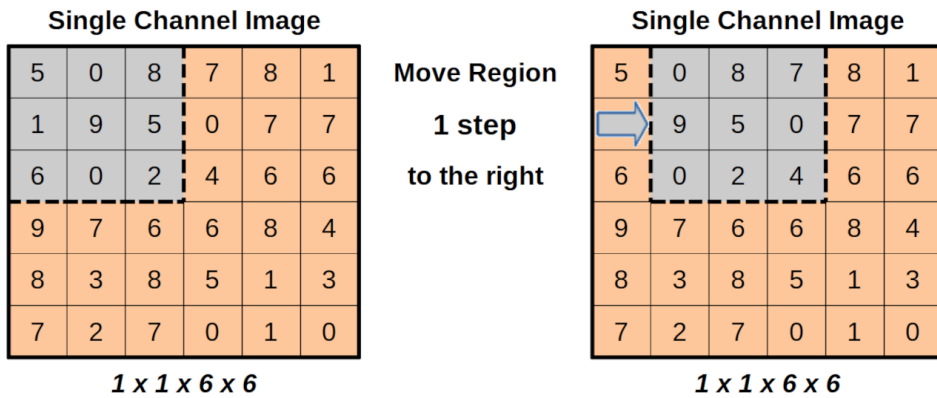 Single Channel Image
5 0 8 7 8 1
1 9 5 0 7 7
6 0 2 4 6 6
9 7 6 6 8 4
8 3 8 5 1 3
7 2 7 0 1 0
1 x 1 x 6 x 6
Move Region
1 step
to the right
Single Channel Image
5 0 8 7 8 1
9 5 0 7 7
6 0 2 4 6 6
9 7 6 6 8 4
8 3 8 5 1 3
7 2 7 0 1 0
1 x 1 x 6 x 6